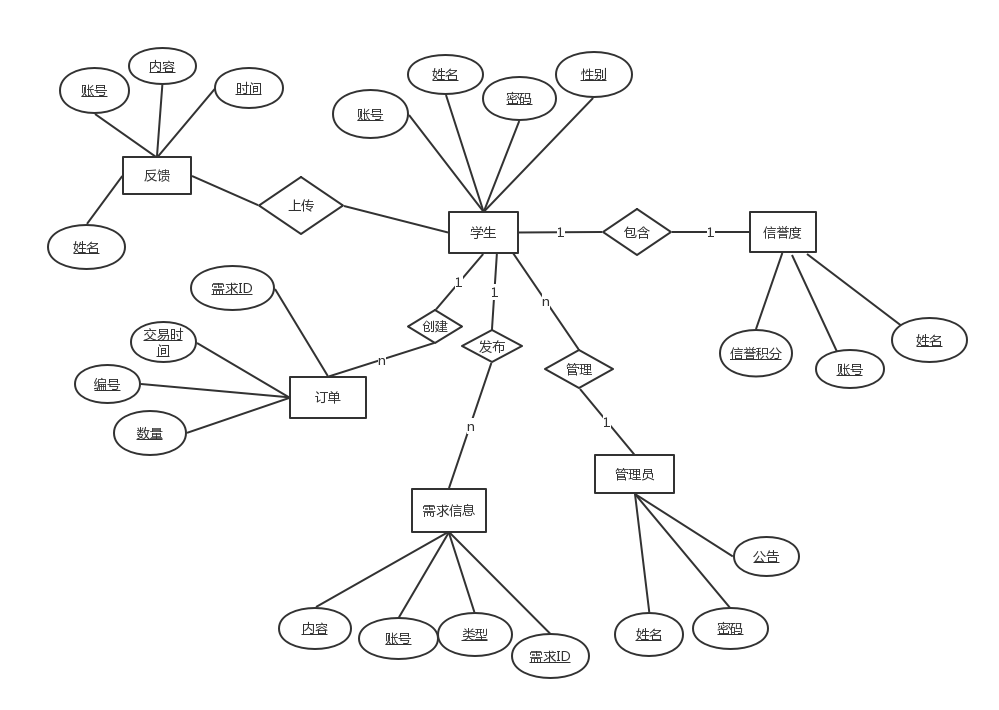 内容
姓名
性别
账号
时间
密码
账号
反馈
上传
学生
1
包含
1
信誉度
姓名
需求ID
1
1
n
创建
交易时
间
发布
姓名
信誉积分
n
管理
账号
编号
订单
数量
n
1
管理员
需求信息
公告
内容
账号
类型
需求ID
姓名
密码